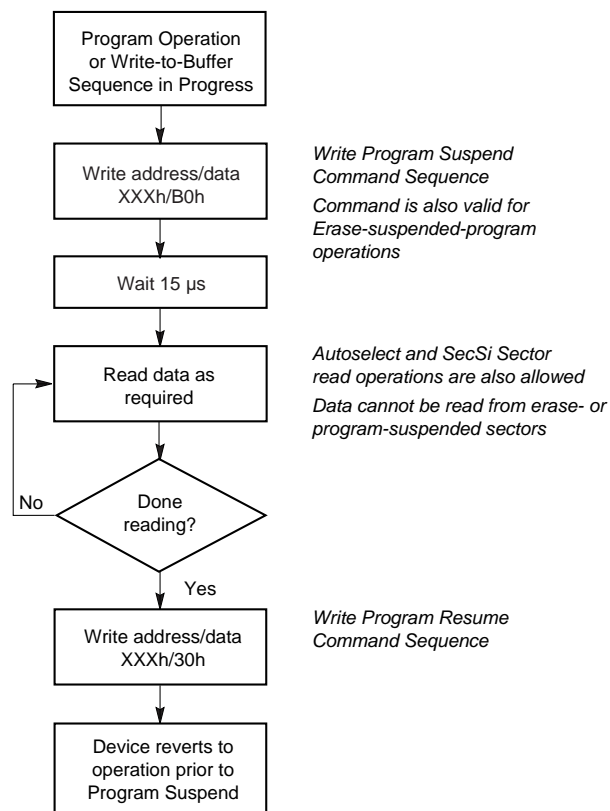 Program Operation
or Write-to-Buffer
Sequence in Progress
Write address/data
XXXh/B0h
Write Program Suspend
Command Sequence
Command is also valid for
Erase-suspended-program
operations
Wait 15 μs
Read data as
required
Autoselect and SecSi Sector
read operations are also allowed
Data cannot be read from erase- or
program-suspended sectors
No
Done
reading?
Yes
Write address/data
XXXh/30h
Write Program Resume
Command Sequence
Device reverts to
operation prior to
Program Suspend